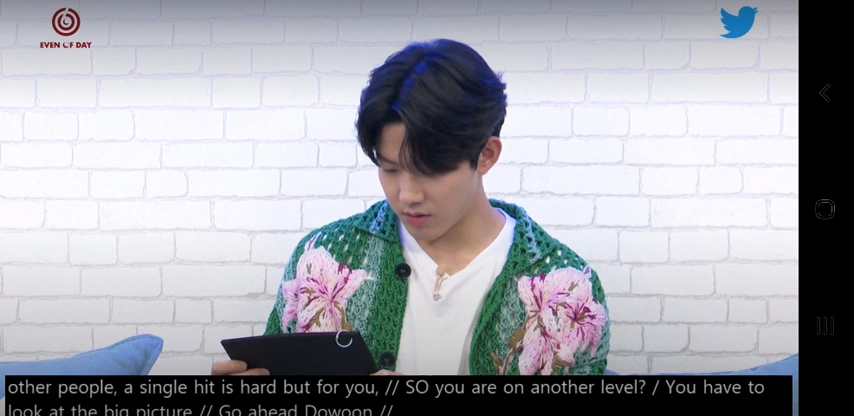 EVEN OF DAY
other people, a single hit is hard but for you, // SO you are on another level? / You have to
look at the big picture // Go ahead Dowoon //